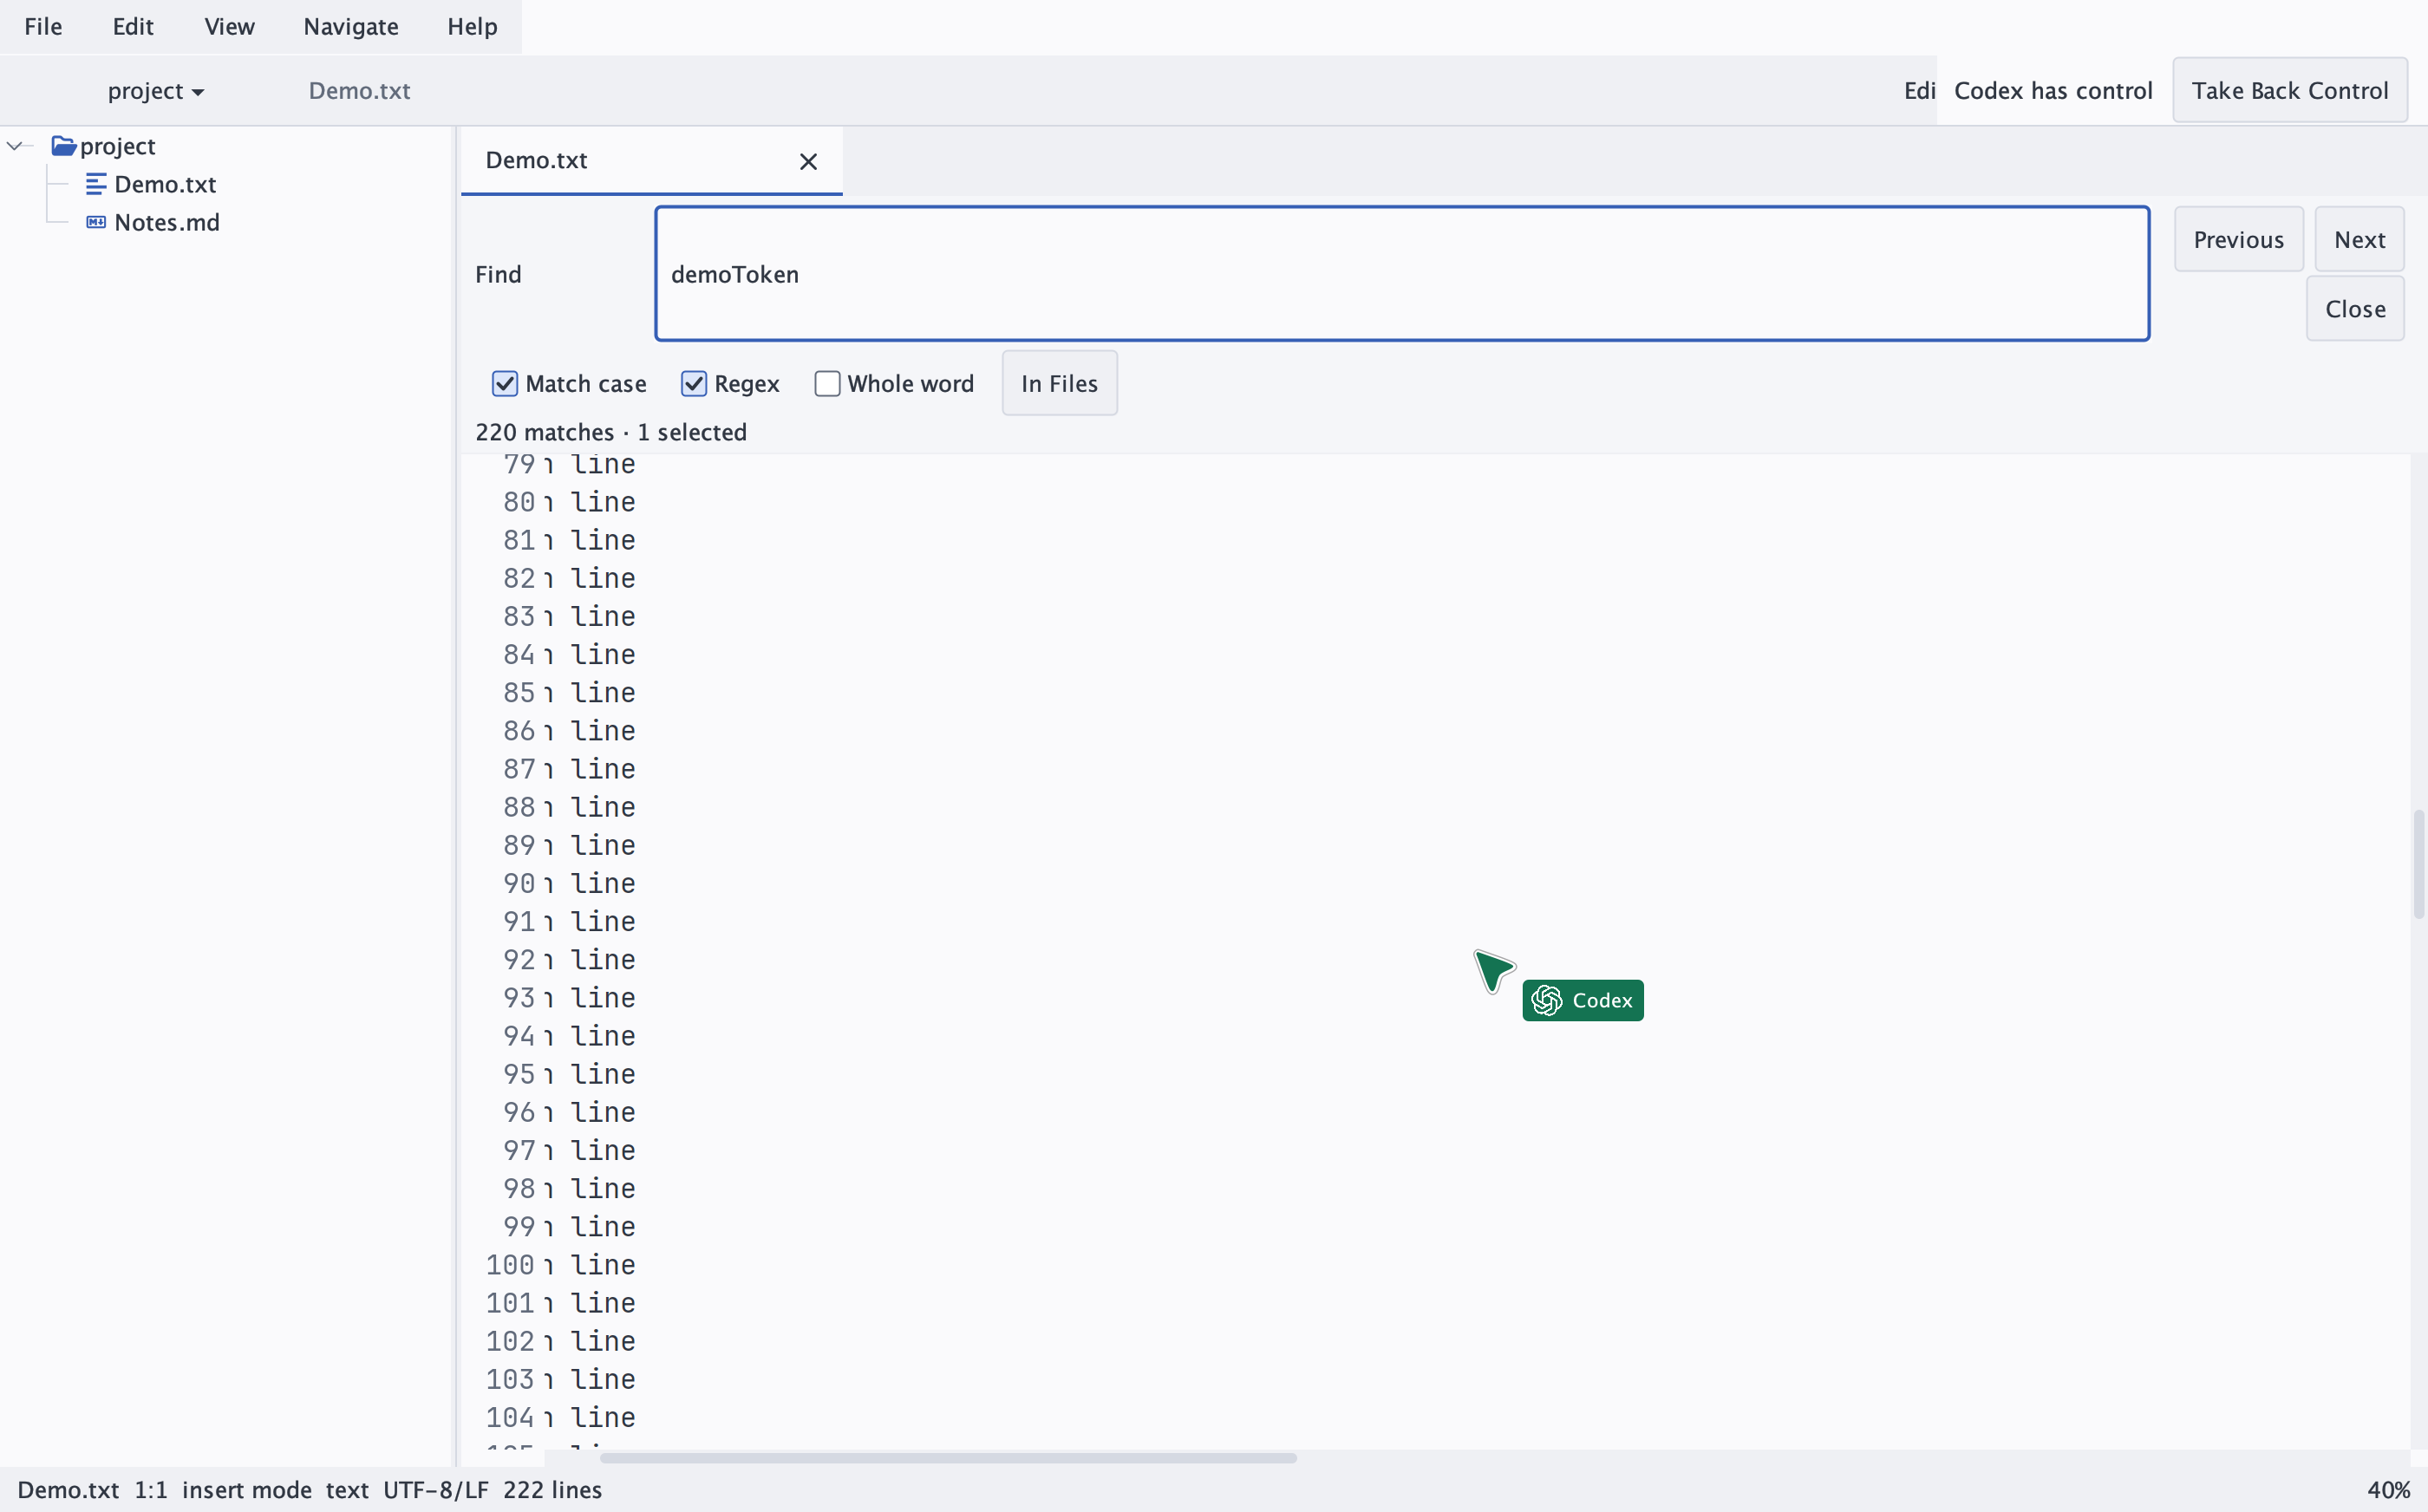 File Edit View Navigate Help
project Demo.txt Edi Codex has control Take Back Control
project
Demo.txt
Notes.md
Demo.txt
Find demoToken Previous Next
Close
Match case Regex Whole word In Files
220 matches · 1 selected
79 line
80 line
81 line
82 line
83 line
84 line
85 line
86 line
87 line
88 line
89 line
90 line
91 line
92 line
93 line
94 line
95 line
96 line
97 line
98 line
99 line
100 line
101 line
102 line
103 line
104 line
Codex
Demo.txt 1:1 insert mode text UTF-8/LF 222 lines 40%